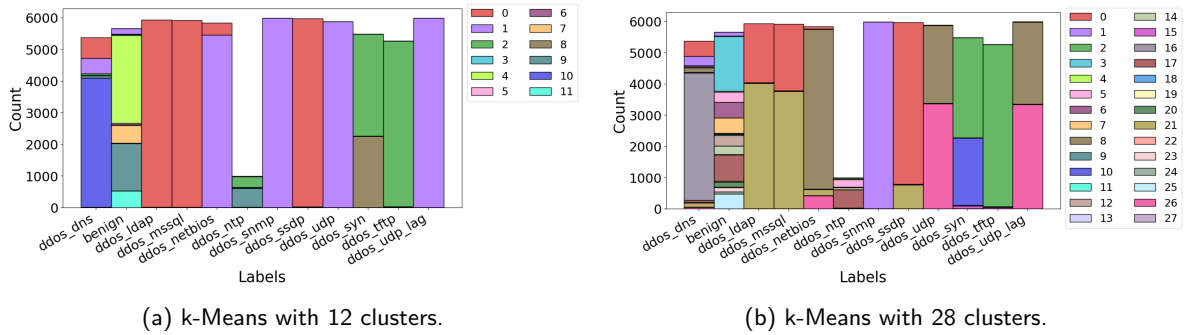 6000
5000
4000
3000
2000
1000
0
Count
ddos_dns
benign
ddos_ldap
ddos_mssql
ddos_netbios
ddos_ntp
ddos_snmp
ddos_ssdp
ddos_udp
ddos_syn
ddos_tftp
ddos_udp_lag
Labels
0 6
1 7
2 8
3 9
4 10
5 11
(a) k-Means with 12 clusters.
6000
5000
4000
3000
2000
1000
0
Count
ddos_dns
benign
ddos_ldap
ddos_mssql
ddos_netbios
ddos_ntp
ddos_snmp
ddos_ssdp
ddos_udp
ddos_syn
ddos_tftp
ddos_udp_lag
Labels
0 14
1 15
2 16
3 17
4 18
5 19
6 20
7 21
8 22
9 23
10 24
11 25
12 26
13 27
(b) k-Means with 28 clusters.